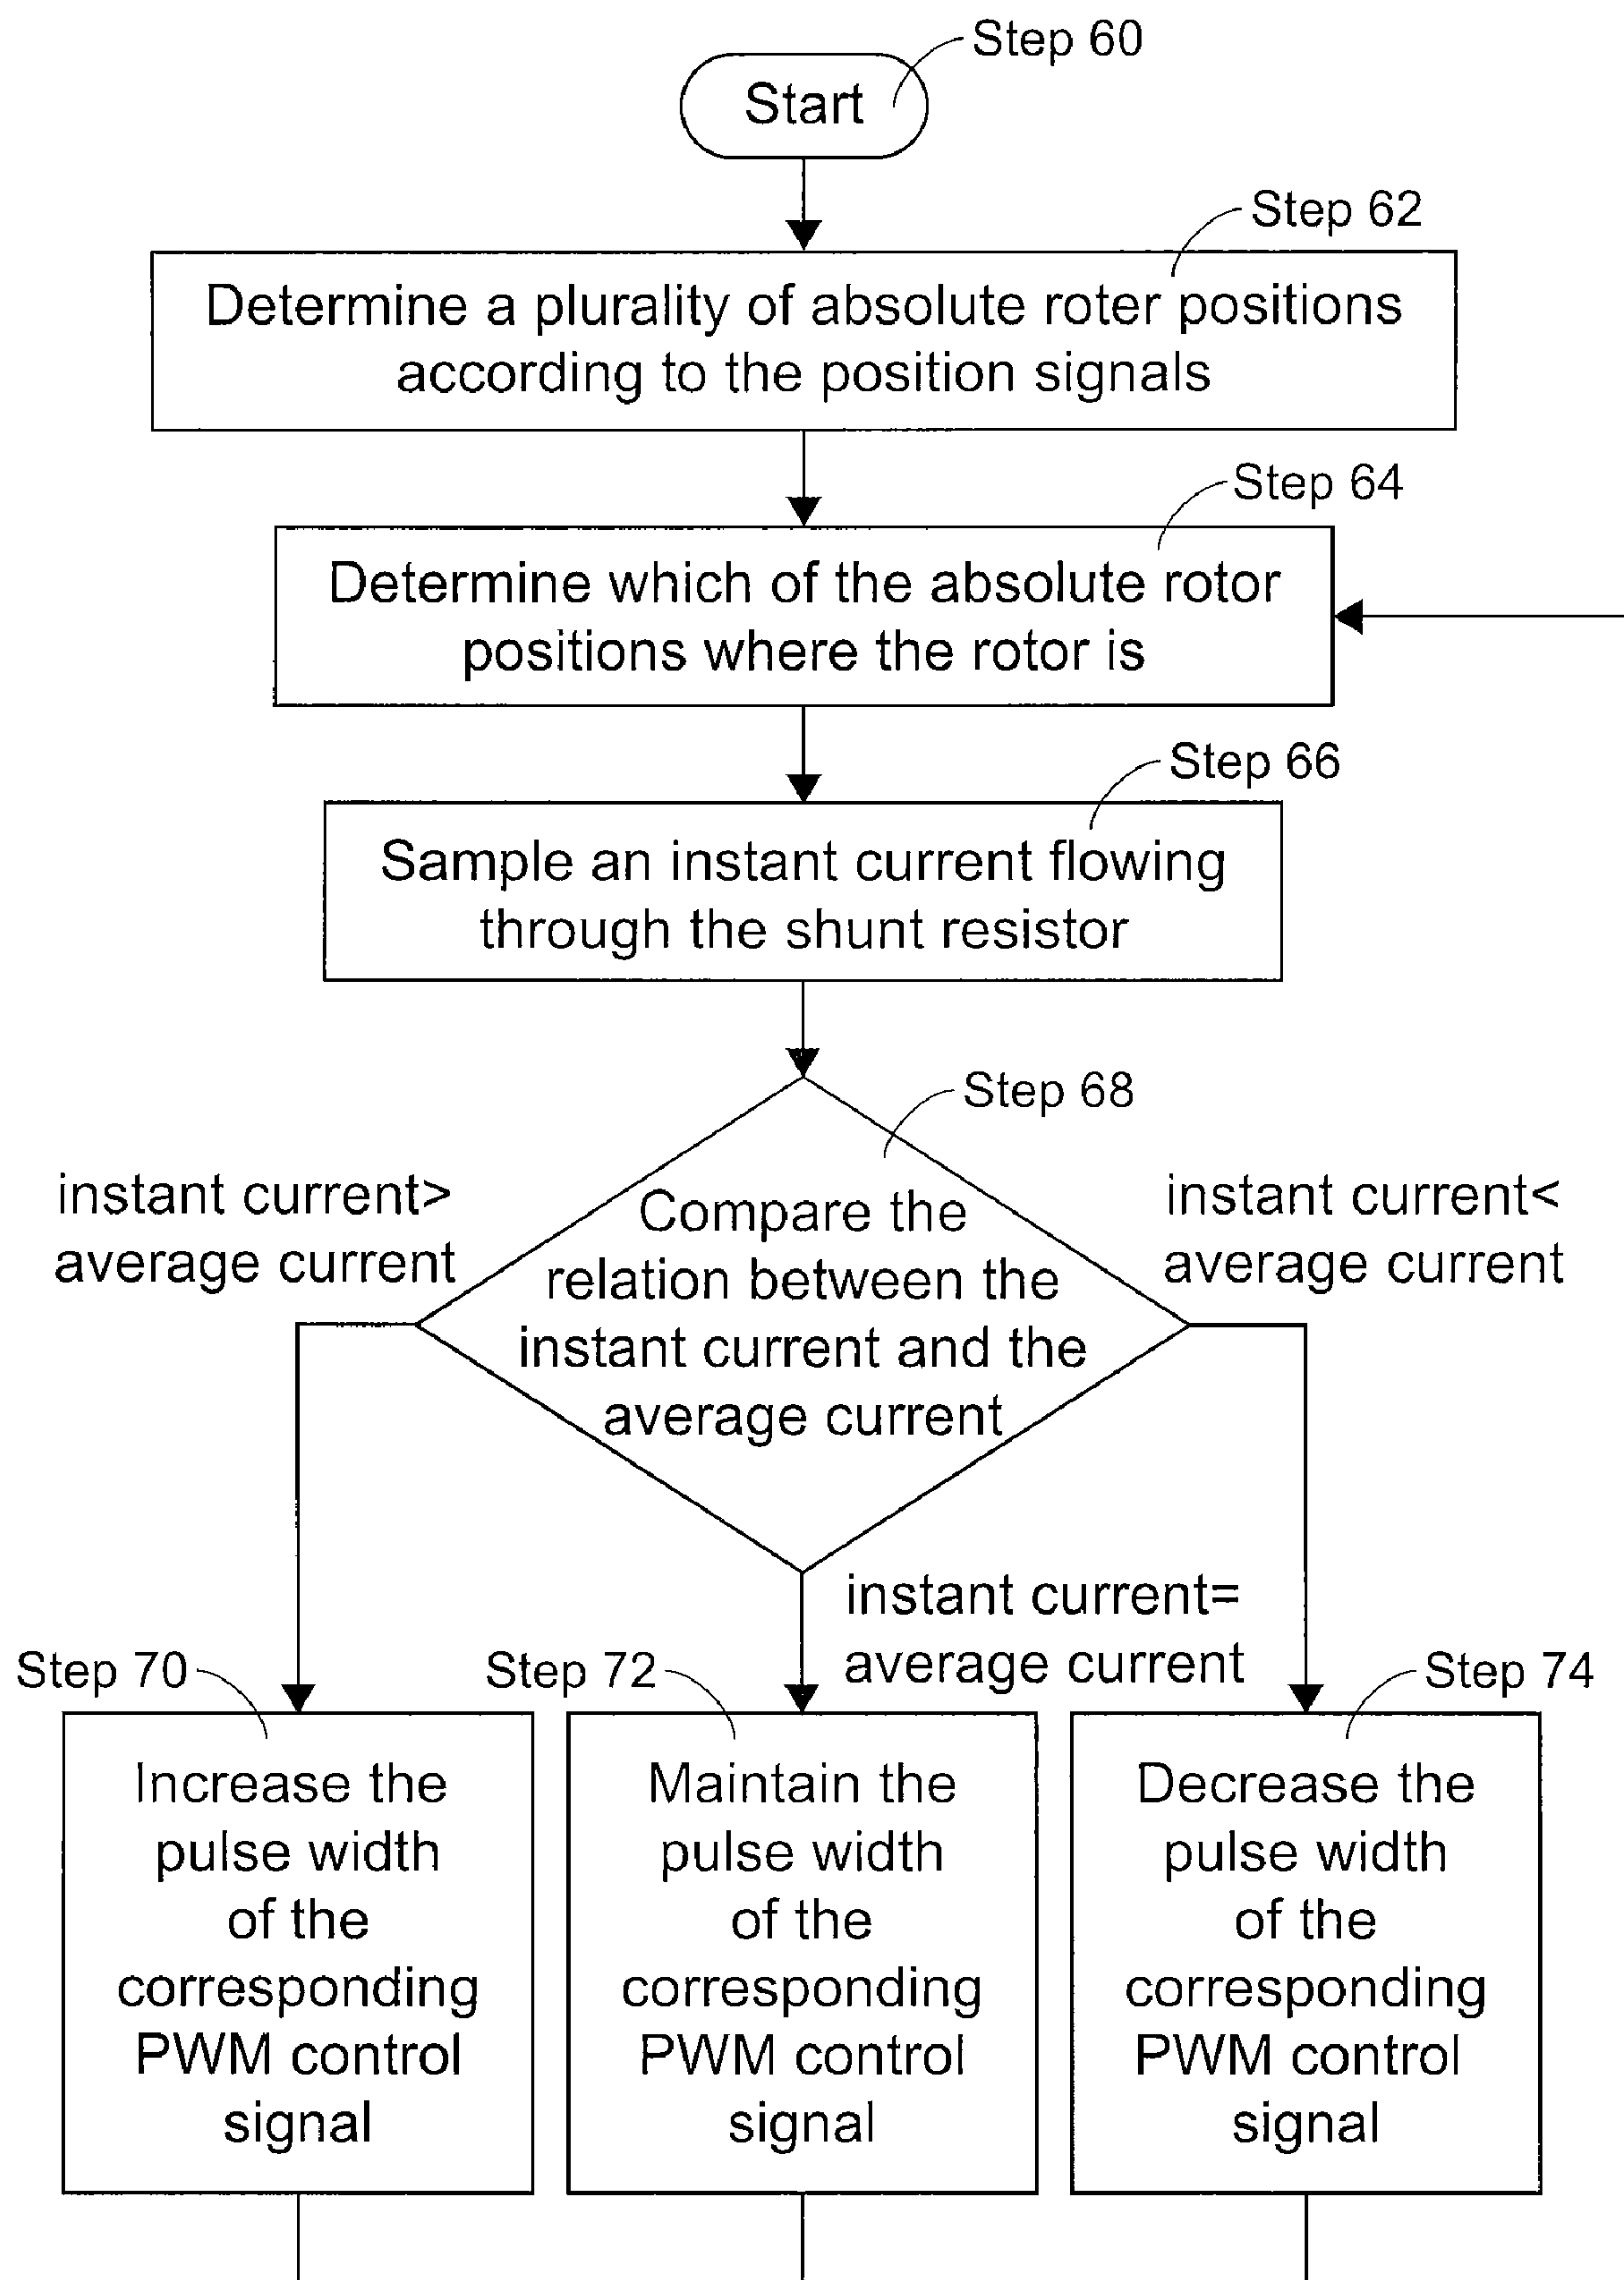 Step 60
Start
Step 62
Determine a plurality of absolute roter positions
according to the position signals
Step 64
Determine which of the absolute rotor
positions where the rotor is
Step 66
Sample an instant current flowing
through the shunt resistor
Step 68
instant current>
average current
Compare the
relation between the
instant current and the
average current
instant current<
average current
instant current=
average current
Step 70
Increase the
pulse width
of the
corresponding
PWM control
signal
Step 72
Maintain the
pulse width
of the
corresponding
PWM control
signal
Step 74
Decrease the
pulse width
of the
corresponding
PWM control
signal